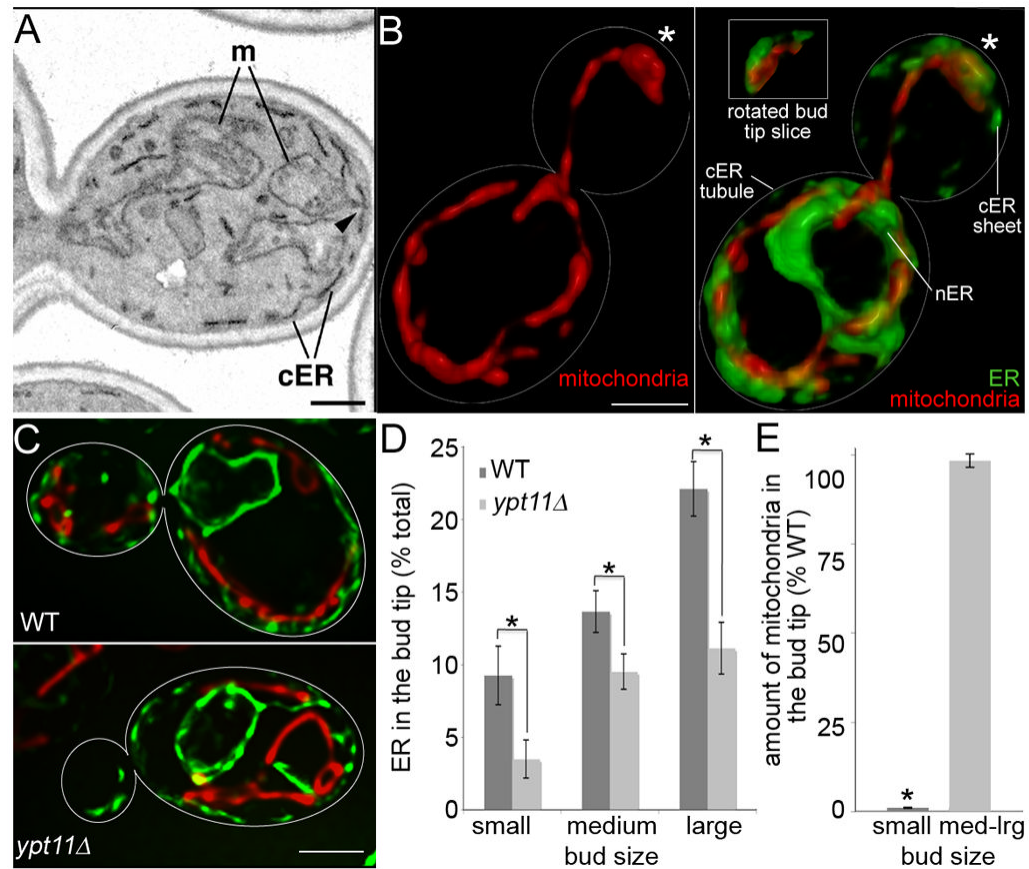 A
m
cER
B
*
mitochondria
*
rotated bud
tip slice
cER
tubule
cER
sheet
nER
ER
mitochondria
C
WT
ypt11Δ
D
ER in the bud tip (% total)
25
20
15
10
5
0
WT
ypt11Δ
*
*
*
small
medium
large
bud size
E
amount of mitochondria in
the bud tip (% WT)
100
75
50
25
0
*
small
med-lrg
bud size